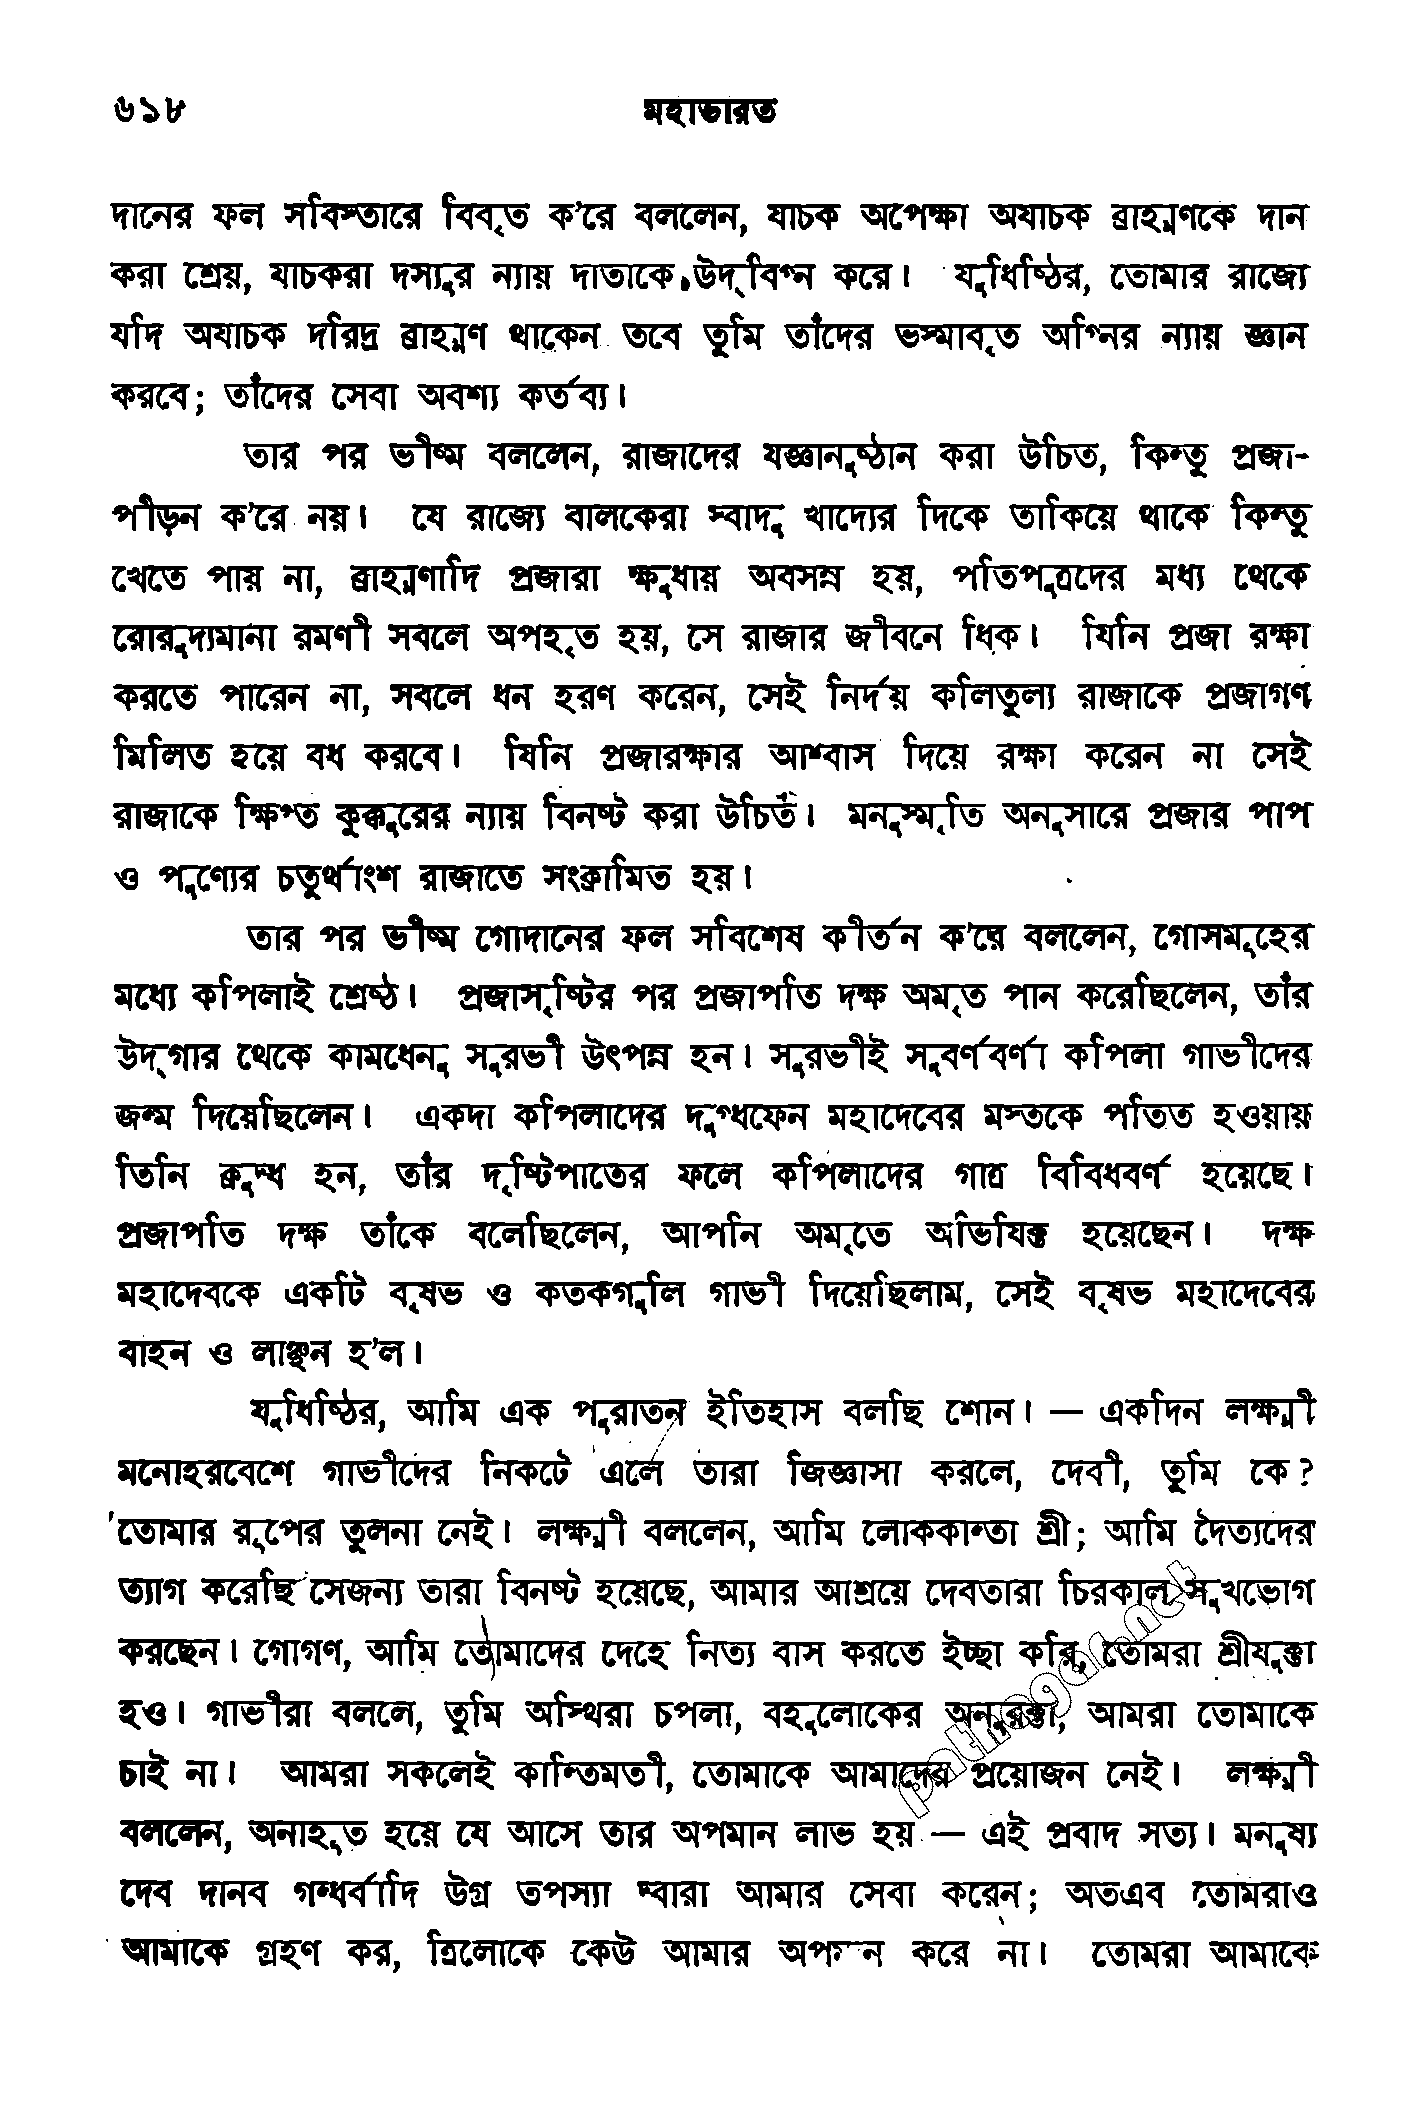 ৬১৮ মহাভারত
দানের ফল সবিস্তারে বিবৃত ক'রে বললেন, যাচক অপেক্ষা অযাচক ব্রাহ্মণকে দান
করা শ্রেয়, যাচকরা দস্যুর ন্যায় দাতাকে উদ্‌বিগ্ন করে। যুধিষ্ঠির, তোমার রাজ্যে
যদি অযাচক দরিদ্র ব্রাহ্মণ থাকেন তবে তুমি তাঁদের ভস্মাবৃত অগ্নির ন্যায় জ্ঞান
করবে; তাঁদের সেবা অবশ্য কর্তব্য।
তার পর ভীষ্ম বললেন, রাজাদের যজ্ঞানুষ্ঠান করা উচিত, কিন্তু প্রজা-
পীড়ন ক'রে নয়। যে রাজ্যে বালকেরা স্বাদু খাদ্যের দিকে তাকিয়ে থাকে কিন্তু
খেতে পায় না, ব্রাহ্মণাদি প্রজারা ক্ষুধায় অবসন্ন হয়, পতিপুত্রদের মধ্য থেকে
রোরুদ্যমানা রমণী সবলে অপহৃত হয়, সে রাজার জীবনে ধিক। যিনি প্রজা রক্ষা
করতে পারেন না, সবলে ধন হরণ করেন, সেই নির্দয় কলিতুল্য রাজাকে প্রজাগণ
মিলিত হয়ে বধ করবে। যিনি প্রজারক্ষার আশ্বাস দিয়ে রক্ষা করেন না সেই
রাজাকে ক্ষিপ্ত কুক্কুরের ন্যায় বিনষ্ট করা উচিত। মনুস্মৃতি অনুসারে প্রজার পাপ
ও পুণ্যের চতুর্থাংশ রাজাতে সংক্রামিত হয়।
তার পর ভীষ্ম গোদানের ফল সবিশেষ কীর্তন ক'রে বললেন, গোসমূহের
মধ্যে কপিলাই শ্রেষ্ঠ। প্রজাসৃষ্টির পর প্রজাপতি দক্ষ অমৃত পান করেছিলেন, তাঁর
উদ্‌গার থেকে কামধেনু সুরভী উৎপন্ন হন। সুরভীই সুবর্ণবর্ণা কপিলা গাভীদের
জন্ম দিয়েছিলেন। একদা কপিলাদের দুগ্ধফেন মহাদেবের মস্তকে পতিত হওয়ায়
তিনি ক্রুদ্ধ হন, তাঁর দৃষ্টিপাতের ফলে কপিলাদের গাত্র বিবিধবর্ণ হয়েছে।
প্রজাপতি দক্ষ তাঁকে বলেছিলেন, আপনি অমৃতে অভিষিক্ত হয়েছেন। দক্ষ
মহাদেবকে একটি বৃষভ ও কতকগুলি গাভী দিয়েছিলাম, সেই বৃষভ মহাদেবের
বাহন ও লাঞ্ছন হ'ল।
যুধিষ্ঠির, আমি এক পুরাতন ইতিহাস বলছি শোন। — একদিন লক্ষ্মী
মনোহরবেশে গাভীদের নিকটে এলে তারা জিজ্ঞাসা করলে, দেবী, তুমি কে?
তোমার রূপের তুলনা নেই। লক্ষ্মী বললেন, আমি লোককান্তা শ্রী; আমি দৈত্যদের
ত্যাগ করেছি সেজন্য তারা বিনষ্ট হয়েছে, আমার আশ্রয়ে দেবতারা চিরকাল সুখভোগ
করছেন। গোগণ, আমি তোমাদের দেহে নিত্য বাস করতে ইচ্ছা করি, তোমরা শ্রীযুক্তা
হও। গাভীরা বললে, তুমি অস্থিরা চপলা, বহুলোকের অনুরক্তা, আমরা তোমাকে
চাই না। আমরা সকলেই কান্তিমতী, তোমাকে আমাদের প্রয়োজন নেই। লক্ষ্মী
বললেন, অনাহূত হয়ে যে আসে তার অপমান লাভ হয় — এই প্রবাদ সত্য। মনুষ্য
দেব দানব গন্ধর্বাদি উগ্র তপস্যা দ্বারা আমার সেবা করেন; অতএব তোমরাও
আমাকে গ্রহণ কর, ত্রিলোকে কেউ আমার অপমান করে না। তোমরা আমাকে
pathagar.net